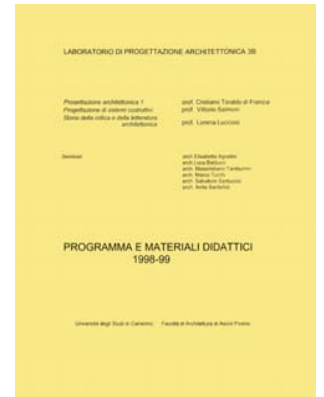 LABORATORIO DI PROGETTAZIONE ARCHITETTONICA 3B
Progettazione architettonica 1 prof. Cristiano Toraldo di Francia
Progettazione di sistemi costruttivi prof. Vittorio Salmoni
Storia della critica e della letteratura
architettonica prof. Lorena Luccioni
Seminari arch. Elisabetta Agostini
arch. Luca Balducci
arch. Massimiliano Tamburrini
arch. Marco Turchi
arch. Salvatore Santuccio
arch. Anita Sardellini
PROGRAMMA E MATERIALI DIDATTICI
1998-99
Università degli Studi di Camerino Facoltà di Architettura di Ascoli Piceno